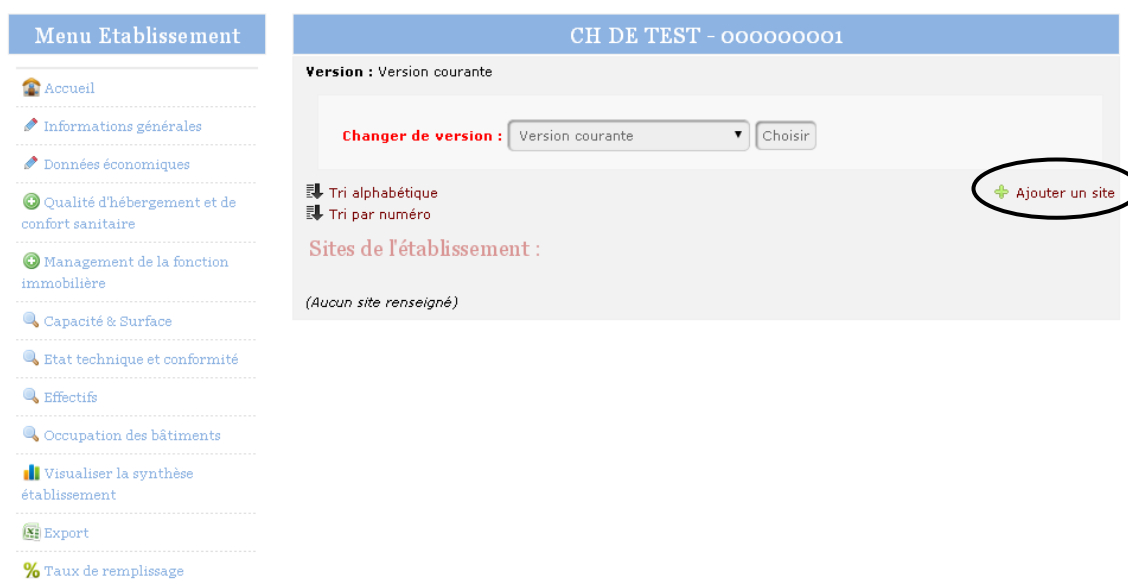 Menu Etablissement
Accueil
Informations générales
Données économiques
Qualité d'hébergement et de
confort sanitaire
Management de la fonction
immobilière
Capacité & Surface
Etat technique et conformité
Effectifs
Occupation des bâtiments
Visualiser la synthèse
établissement
Export
Taux de remplissage
CH DE TEST - 000000001
Version : Version courante
Changer de version : Version courante Choisir
Tri alphabétique
Tri par numéro
Ajouter un site
Sites de l'établissement :
(Aucun site renseigné)